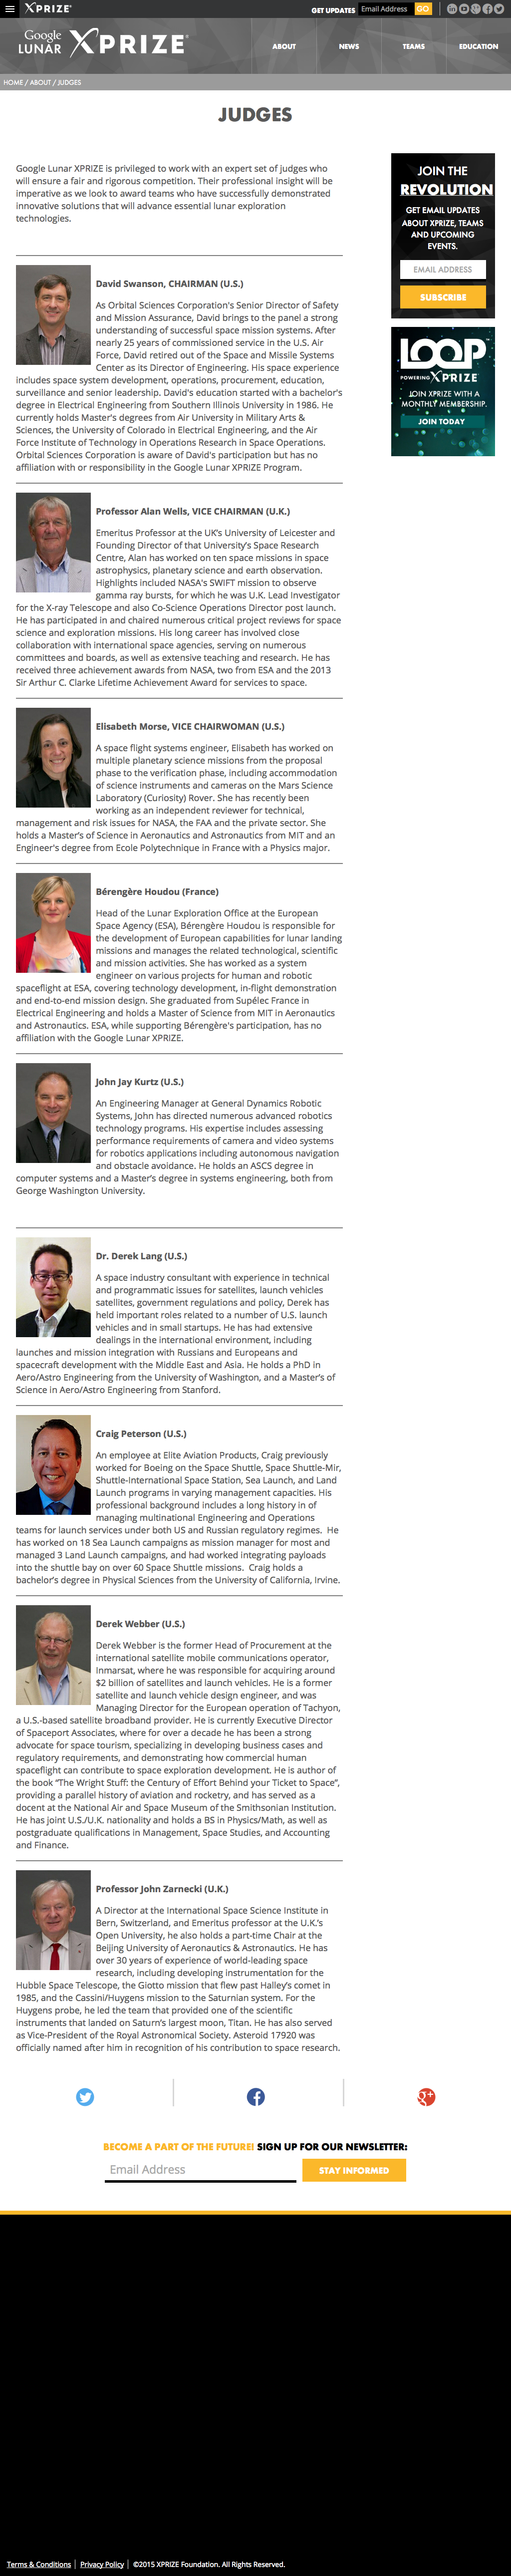 XPRIZE
GET UPDATES
Email Address
GO
Google
LUNAR XPRIZE
ABOUT
NEWS
TEAMS
EDUCATION
HOME / ABOUT / JUDGES
JUDGES
Google Lunar XPRIZE is privileged to work with an expert set of judges who
will ensure a fair and rigorous competition. Their professional insight will be
imperative as we look to award teams who have successfully demonstrated
innovative solutions that will advance essential lunar exploration
technologies.
David Swanson, CHAIRMAN (U.S.)
As Orbital Sciences Corporation's Senior Director of Safety
and Mission Assurance, David brings to the panel a strong
understanding of successful space mission systems. After
nearly 25 years of commissioned service in the U.S. Air
Force, David retired out of the Space and Missile Systems
Center as its Director of Engineering. His space experience
includes space system development, operations, procurement, education,
surveillance and senior leadership. David's education started with a bachelor's
degree in Electrical Engineering from Southern Illinois University in 1986. He
currently holds Master's degrees from Air University in Military Arts &
Sciences, the University of Colorado in Electrical Engineering, and the Air
Force Institute of Technology in Operations Research in Space Operations.
Orbital Sciences Corporation is aware of David's participation but has no
affiliation with or responsibility in the Google Lunar XPRIZE Program.
Professor Alan Wells, VICE CHAIRMAN (U.K.)
Emeritus Professor at the UK's University of Leicester and
Founding Director of that University's Space Research
Centre, Alan has worked on ten space missions in space
astrophysics, planetary science and earth observation.
Highlights included NASA's SWIFT mission to observe
gamma ray bursts, for which he was U.K. Lead Investigator
for the X-ray Telescope and also Co-Science Operations Director post launch.
He has participated in and chaired numerous critical project reviews for space
science and exploration missions. His long career has involved close
collaboration with international space agencies, serving on numerous
committees and boards, as well as extensive teaching and research. He has
received three achievement awards from NASA, two from ESA and the 2013
Sir Arthur C. Clarke Lifetime Achievement Award for services to space.
Elisabeth Morse, VICE CHAIRWOMAN (U.S.)
A space flight systems engineer, Elisabeth has worked on
multiple planetary science missions from the proposal
phase to the verification phase, including accommodation
of science instruments and cameras on the Mars Science
Laboratory (Curiosity) Rover. She has recently been
working as an independent reviewer for technical,
management and risk issues for NASA, the FAA and the private sector. She
holds a Master's of Science in Aeronautics and Astronautics from MIT and an
Engineer's degree from Ecole Polytechnique in France with a Physics major.
Bérengère Houdou (France)
Head of the Lunar Exploration Office at the European
Space Agency (ESA), Bérengère Houdou is responsible for
the development of European capabilities for lunar landing
missions and manages the related technological, scientific
and mission activities. She has worked as a system
engineer on various projects for human and robotic
spaceflight at ESA, covering technology development, in-flight demonstration
and end-to-end mission design. She graduated from Supélec France in
Electrical Engineering and holds a Master of Science from MIT in Aeronautics
and Astronautics. ESA, while supporting Bérengère's participation, has no
affiliation with the Google Lunar XPRIZE.
John Jay Kurtz (U.S.)
An Engineering Manager at General Dynamics Robotic
Systems, John has directed numerous advanced robotics
technology programs. His expertise includes assessing
performance requirements of camera and video systems
for robotics applications including autonomous navigation
and obstacle avoidance. He holds an ASCS degree in
computer systems and a Master's degree in systems engineering, both from
George Washington University.
Dr. Derek Lang (U.S.)
A space industry consultant with experience in technical
and programmatic issues for satellites, launch vehicles
satellites, government regulations and policy, Derek has
held important roles related to a number of U.S. launch
vehicles and in small startups. He has had extensive
dealings in the international environment, including
launches and mission integration with Russians and Europeans and
spacecraft development with the Middle East and Asia. He holds a PhD in
Aero/Astro Engineering from the University of Washington, and a Master's of
Science in Aero/Astro Engineering from Stanford.
Craig Peterson (U.S.)
An employee at Elite Aviation Products, Craig previously
worked for Boeing on the Space Shuttle, Space Shuttle-Mir,
Shuttle-International Space Station, Sea Launch, and Land
Launch programs in varying management capacities. His
professional background includes a long history in of
managing multinational Engineering and Operations
teams for launch services under both US and Russian regulatory regimes. He
has worked on 18 Sea Launch campaigns as mission manager for most and
managed 3 Land Launch campaigns, and had worked integrating payloads
into the shuttle bay on over 60 Space Shuttle missions. Craig holds a
bachelor's degree in Physical Sciences from the University of California, Irvine.
Derek Webber (U.S.)
Derek Webber is the former Head of Procurement at the
international satellite mobile communications operator,
Inmarsat, where he was responsible for acquiring around
$2 billion of satellites and launch vehicles. He is a former
satellite and launch vehicle design engineer, and was
Managing Director for the European operation of Tachyon,
a U.S.-based satellite broadband provider. He is currently Executive Director
of Spaceport Associates, where for over a decade he has been a strong
advocate for space tourism, specializing in developing business cases and
regulatory requirements, and demonstrating how commercial human
spaceflight can contribute to space exploration development. He is author of
the book "The Wright Stuff: the Century of Effort Behind your Ticket to Space",
providing a parallel history of aviation and rocketry, and has served as a
docent at the National Air and Space Museum of the Smithsonian Institution.
He has joint U.S./U.K. nationality and holds a BS in Physics/Math, as well as
postgraduate qualifications in Management, Space Studies, and Accounting
and Finance.
Professor John Zarnecki (U.K.)
A Director at the International Space Science Institute in
Bern, Switzerland, and Emeritus professor at the U.K.'s
Open University, he also holds a part-time Chair at the
Beijing University of Aeronautics & Astronautics. He has
over 30 years of experience of world-leading space
research, including developing instrumentation for the
Hubble Space Telescope, the Giotto mission that flew past Halley's comet in
1985, and the Cassini/Huygens mission to the Saturnian system. For the
Huygens probe, he led the team that provided one of the scientific
instruments that landed on Saturn's largest moon, Titan. He has also served
as Vice-President of the Royal Astronomical Society. Asteroid 17920 was
officially named after him in recognition of his contribution to space research.
JOIN THE
REVOLUTION
GET EMAIL UPDATES
ABOUT XPRIZE, TEAMS
AND UPCOMING
EVENTS.
EMAIL ADDRESS
SUBSCRIBE
LOOP
POWERING XPRIZE
JOIN XPRIZE WITH A
MONTHLY MEMBERSHIP.
JOIN TODAY
BECOME A PART OF THE FUTURE! SIGN UP FOR OUR NEWSLETTER:
Email Address
STAY INFORMED
Terms & Conditions | Privacy Policy | ©2015 XPRIZE Foundation. All Rights Reserved.